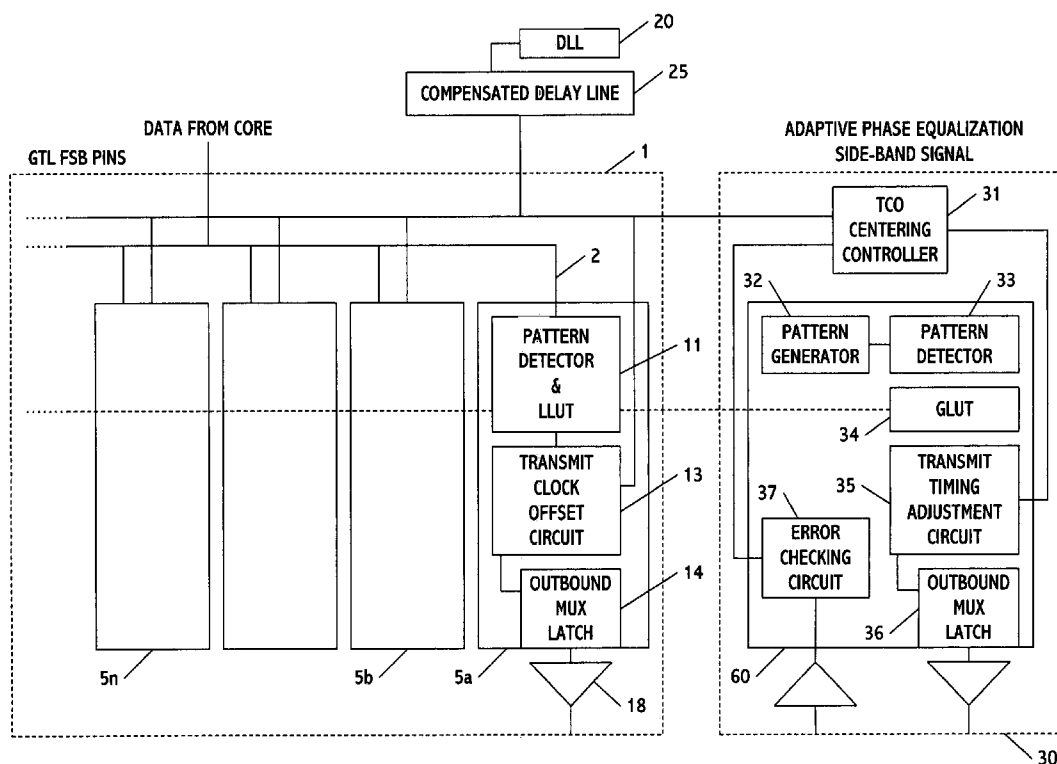 20
DLL
25
COMPENSATED DELAY LINE
DATA FROM CORE
ADAPTIVE PHASE EQUALIZATION
SIDE-BAND SIGNAL
GTL FSB PINS
1
TCO
CENTERING
CONTROLLER
31
2
32
33
PATTERN
DETECTOR
&
LLUT
11
PATTERN
GENERATOR
PATTERN
DETECTOR
GLUT
34
TRANSMIT
CLOCK
OFFSET
CIRCUIT
13
37
35
TRANSMIT
TIMING
ADJUSTMENT
CIRCUIT
ERROR
CHECKING
CIRCUIT
OUTBOUND
MUX
LATCH
14
36
OUTBOUND
MUX
LATCH
5n
5b
5a
18
60
30